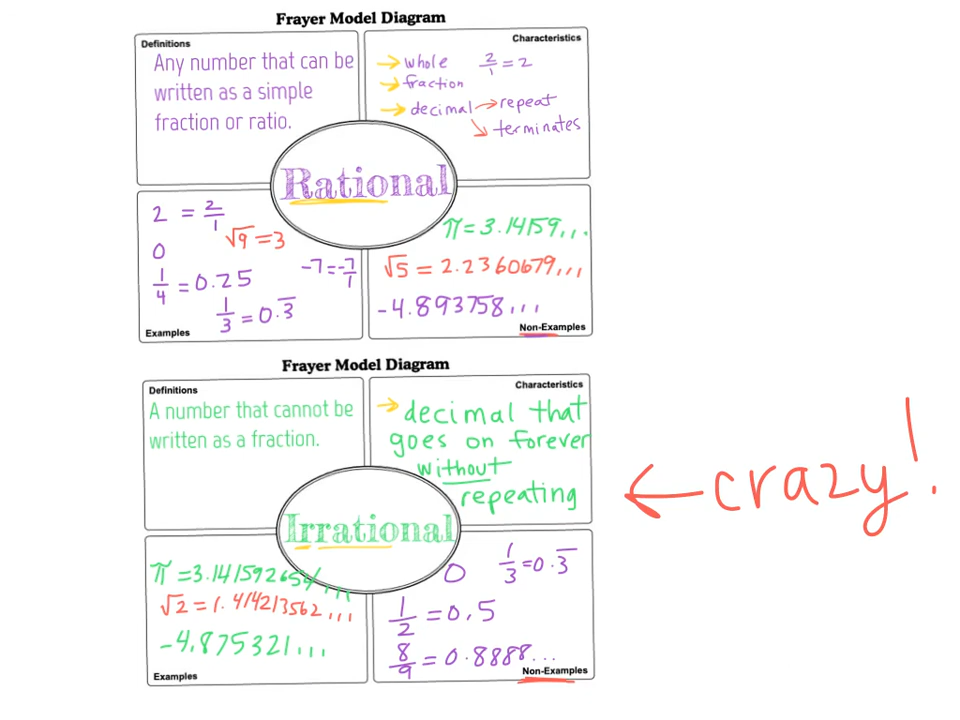 Frayer Model Diagram
Definitions
Any number that can be
written as a simple
fraction or ratio.
Characteristics
→ whole 2/1 = 2
→ fraction
→ decimal → repeat
↘ terminates
Rational
2 = 2/1
√9 = 3
0
-7 = -7/1
1/4 = 0.25
1/3 = 0.3̅
Examples
π = 3.14159...
√5 = 2.2360679...
-4.893758...
Non-Examples
Frayer Model Diagram
Definitions
A number that cannot be
written as a fraction.
Characteristics
→ decimal that
goes on forever
without
repeating
← crazy!
Irrational
π = 3.141592654...
√2 = 1.414213562...
-4.875321...
Examples
0 1/3 = 0.3̅
1/2 = 0.5
8/9 = 0.8888...
Non-Examples